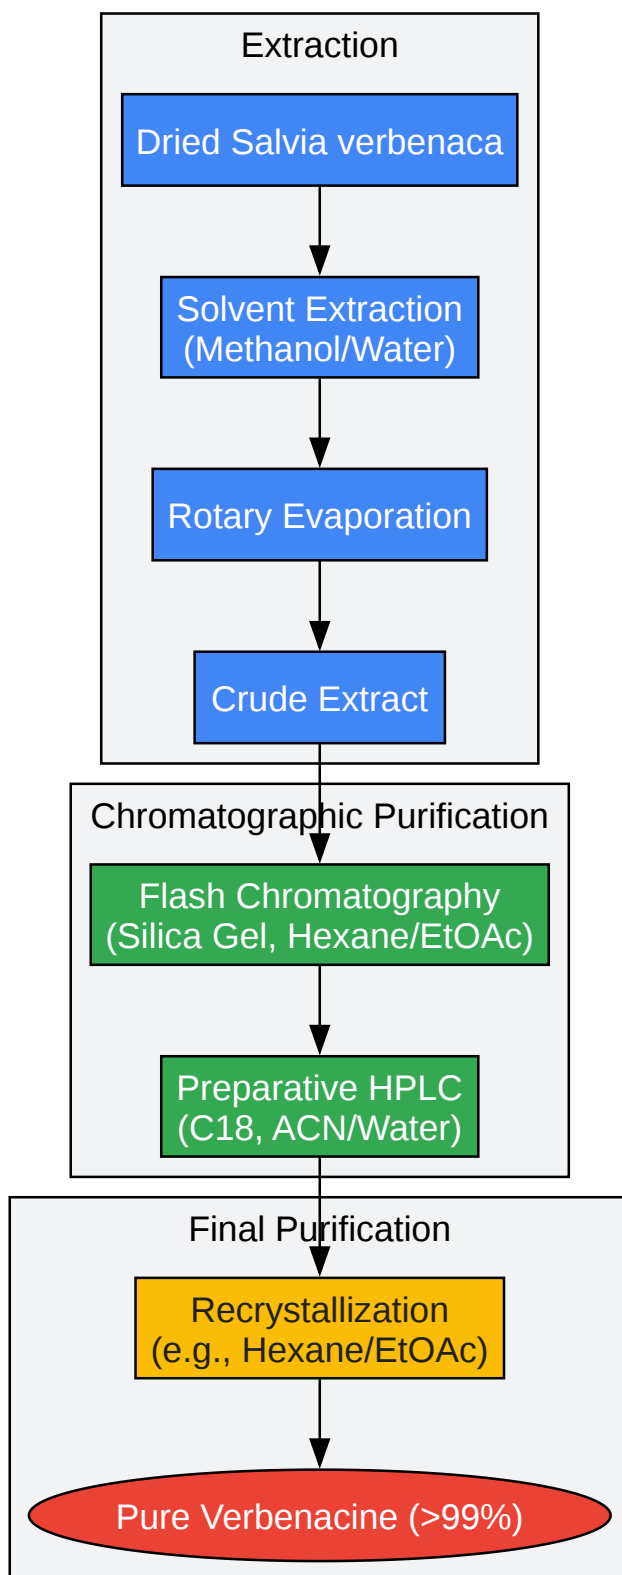 Extraction
Dried Salvia verbenaca
Solvent Extraction
(Methanol/Water)
Rotary Evaporation
Crude Extract
Chromatographic Purification
Flash Chromatography
(Silica Gel, Hexane/EtOAc)
Preparative HPLC
(C18, ACN/Water)
Final Purification
Recrystallization
(e.g., Hexane/EtOAc)
Pure Verbenacine (>99%)